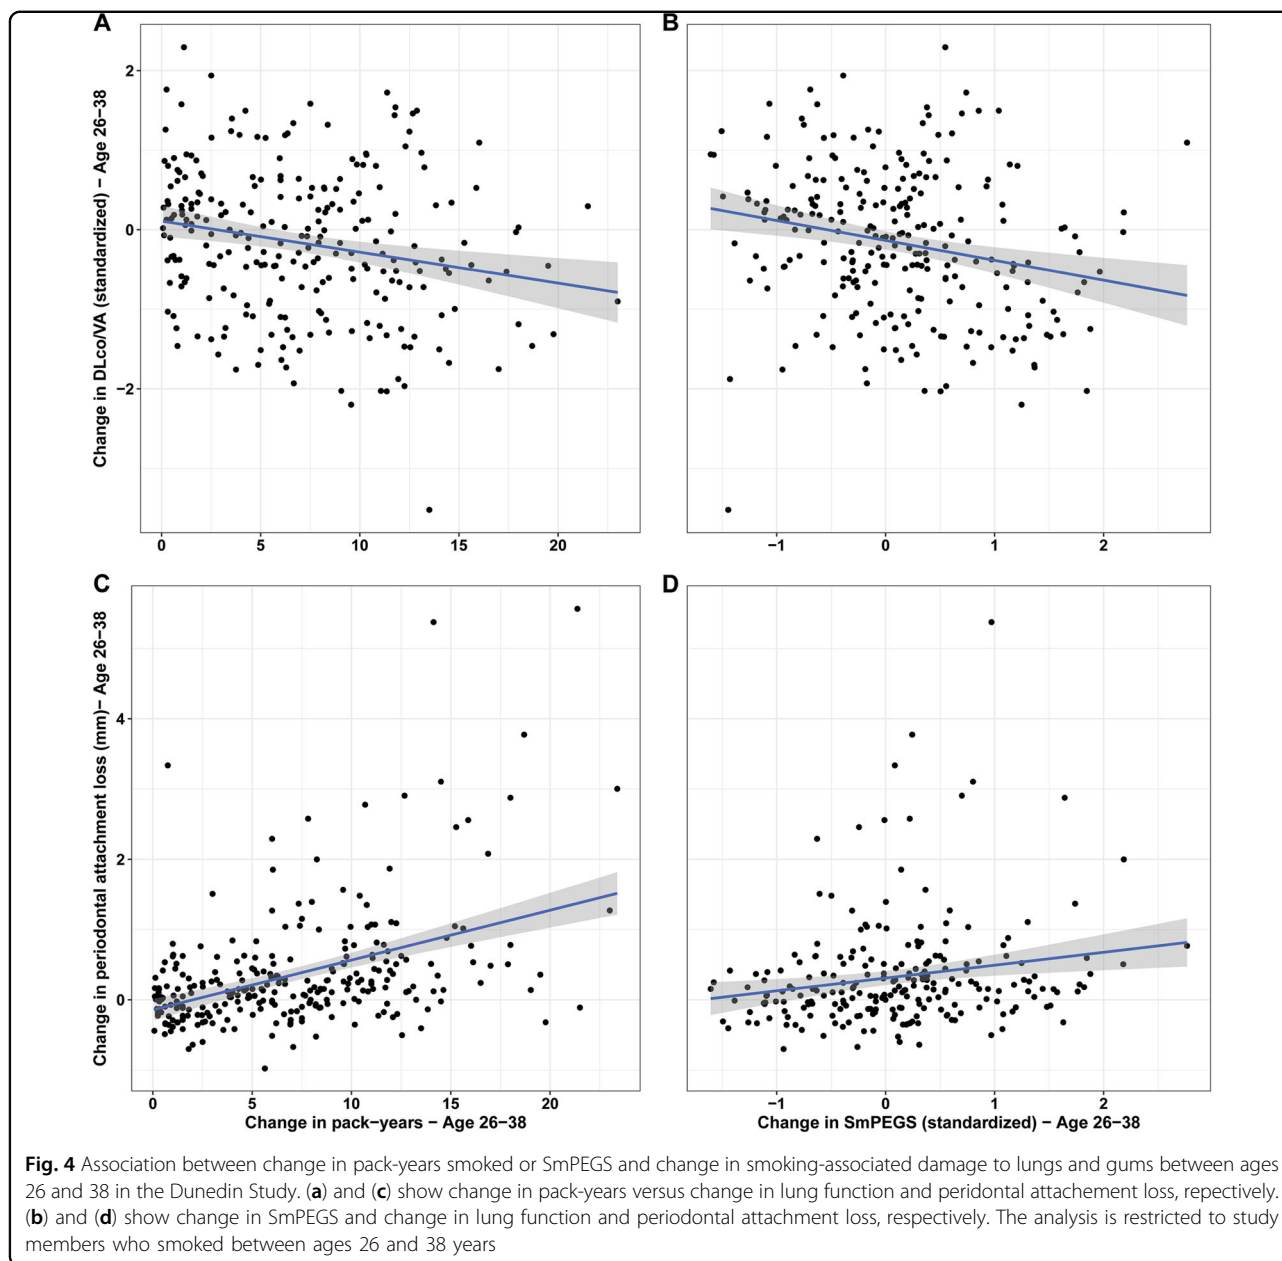 A
B
Change in DLco/VA (standardized) − Age 26−38
2
0
−2
0 5 10 15 20
−1 0 1 2
C
D
Change in periodontal attachment loss (mm)− Age 26−38
4
2
0
0 5 10 15 20
−1 0 1 2
Change in pack−years − Age 26−38
Change in SmPEGS (standardized) − Age 26−38
Fig. 4 Association between change in pack-years smoked or SmPEGS and change in smoking-associated damage to lungs and gums between ages
26 and 38 in the Dunedin Study. (a) and (c) show change in pack-years versus change in lung function and peridontal attachement loss, repectively.
(b) and (d) show change in SmPEGS and change in lung function and periodontal attachment loss, respectively. The analysis is restricted to study
members who smoked between ages 26 and 38 years